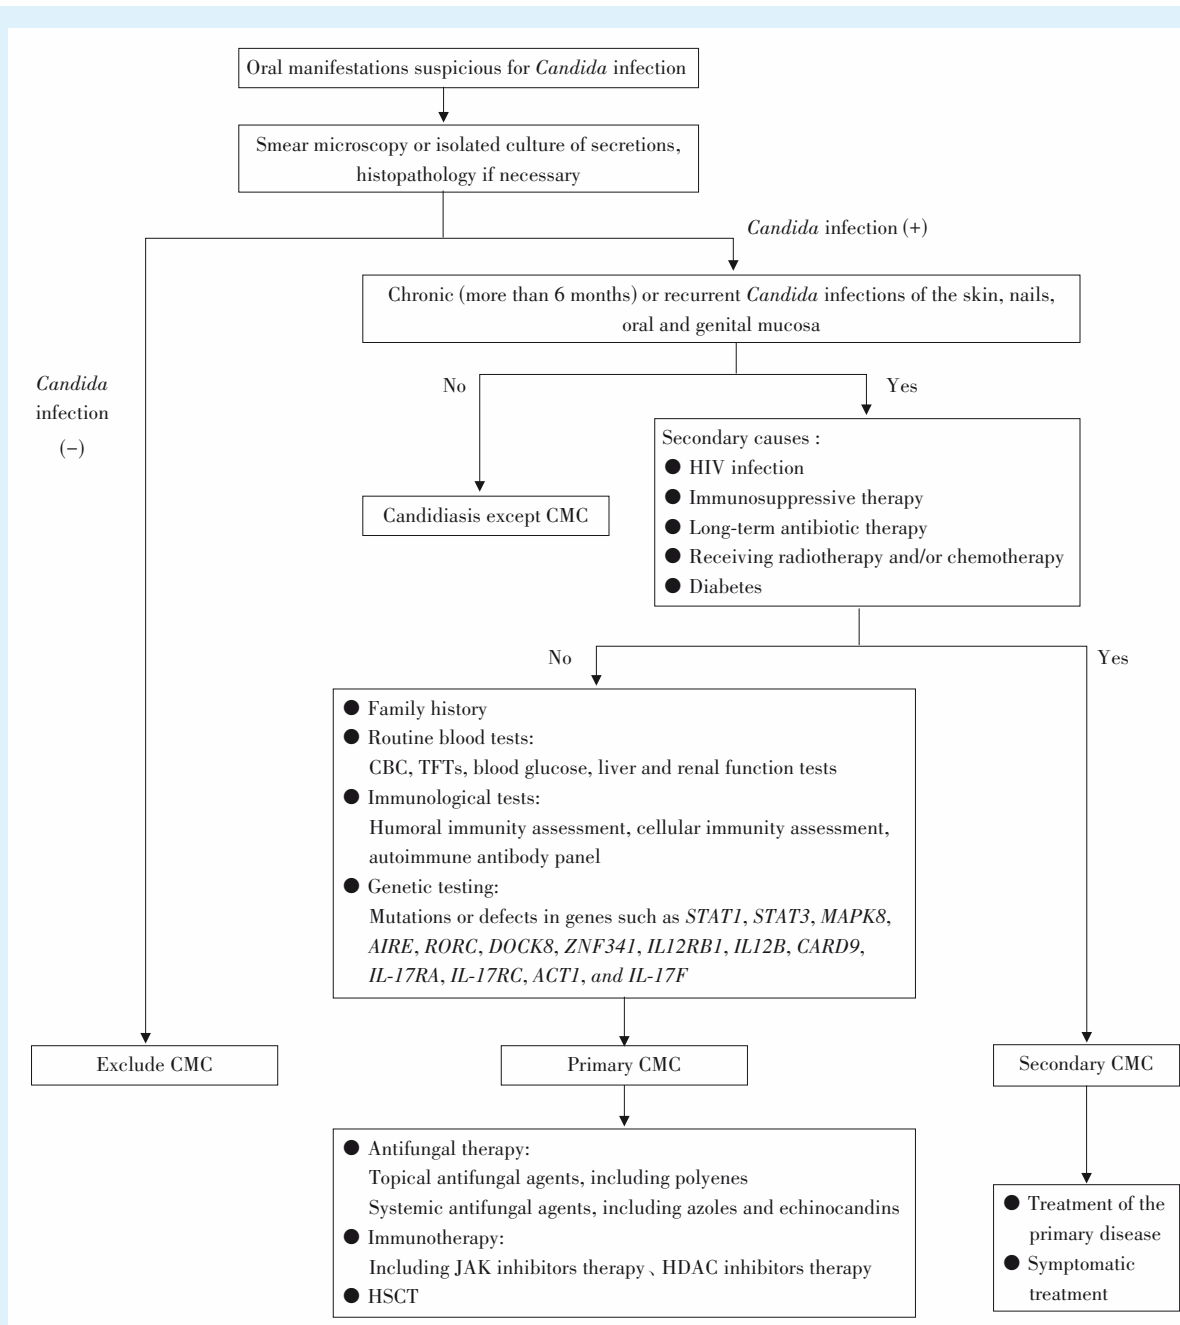 Oral manifestations suspicious for Candida infection
Smear microscopy or isolated culture of secretions,
histopathology if necessary
Candida infection (+)
Chronic (more than 6 months) or recurrent Candida infections of the skin, nails,
oral and genital mucosa
Candida
infection
(−)
No
Yes
Secondary causes :
● HIV infection
● Immunosuppressive therapy
● Long-term antibiotic therapy
● Receiving radiotherapy and/or chemotherapy
● Diabetes
Candidiasis except CMC
No
Yes
● Family history
● Routine blood tests:
CBC, TFTs, blood glucose, liver and renal function tests
● Immunological tests:
Humoral immunity assessment, cellular immunity assessment,
autoimmune antibody panel
● Genetic testing:
Mutations or defects in genes such as STAT1, STAT3, MAPK8,
AIRE, RORC, DOCK8, ZNF341, IL12RB1, IL12B, CARD9,
IL-17RA, IL-17RC, ACT1, and IL-17F
Exclude CMC
Primary CMC
Secondary CMC
● Antifungal therapy:
Topical antifungal agents, including polyenes
Systemic antifungal agents, including azoles and echinocandins
● Immunotherapy:
Including JAK inhibitors therapy、HDAC inhibitors therapy
● HSCT
● Treatment of the
primary disease
● Symptomatic
treatment